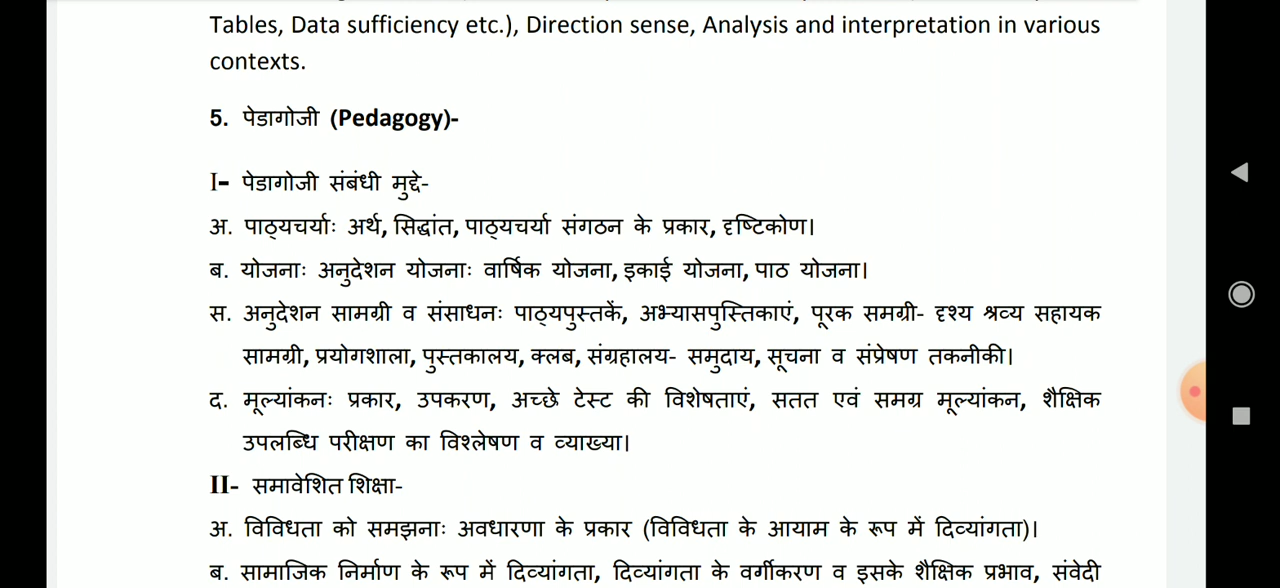 Tables, Data sufficiency etc.), Direction sense, Analysis and interpretation in various
contexts.
5. पेडागोजी (Pedagogy)-
I- पेडागोजी संबंधी मुद्दे-
अ. पाठ्यचर्याः अर्थ, सिद्धांत, पाठ्यचर्या संगठन के प्रकार, दृष्टिकोण।
ब. योजनाः अनुदेशन योजनाः वार्षिक योजना, इकाई योजना, पाठ योजना।
स. अनुदेशन सामग्री व संसाधनः पाठ्यपुस्तकें, अभ्यासपुस्तिकाएं, पूरक समग्री- दृश्य श्रव्य सहायक
सामग्री, प्रयोगशाला, पुस्तकालय, क्लब, संग्रहालय- समुदाय, सूचना व संप्रेषण तकनीकी।
द. मूल्यांकनः प्रकार, उपकरण, अच्छे टेस्ट की विशेषताएं, सतत एवं समग्र मूल्यांकन, शैक्षिक
उपलब्धि परीक्षण का विश्लेषण व व्याख्या।
II- समावेशित शिक्षा-
अ. विविधता को समझनाः अवधारणा के प्रकार (विविधता के आयाम के रूप में दिव्यांगता)।
ब. सामाजिक निर्माण के रूप में दिव्यांगता, दिव्यांगता के वर्गीकरण व इसके शैक्षिक प्रभाव, संवेदी